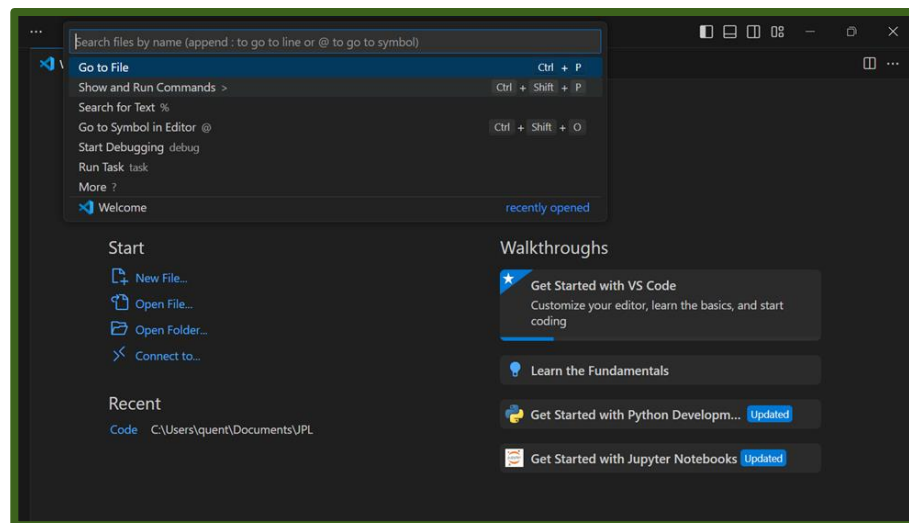 Search files by name (append : to go to line or @ to go to symbol)
Go to File Ctrl + P
Show and Run Commands > Ctrl + Shift + P
Search for Text %
Go to Symbol in Editor @ Ctrl + Shift + O
Start Debugging debug
Run Task task
More ?
Welcome recently opened
Start
New File...
Open File...
Open Folder...
Connect to...
Recent
Code C:\Users\quent\Documents\JPL
Walkthroughs
Get Started with VS Code
Customize your editor, learn the basics, and start
coding
Learn the Fundamentals
Get Started with Python Developm... Updated
Get Started with Jupyter Notebooks Updated